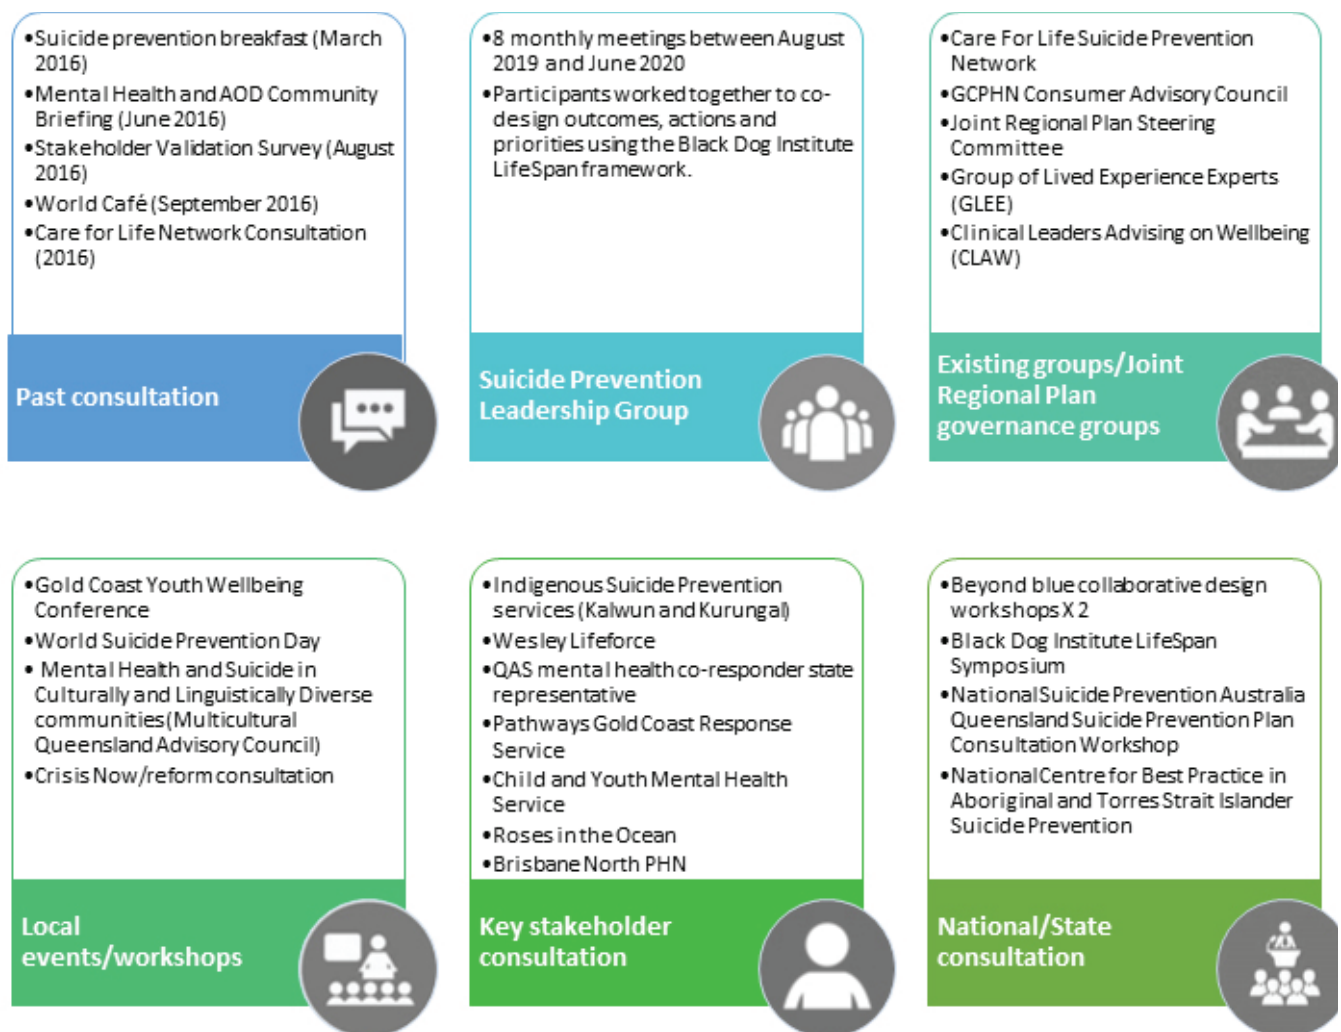 •Suicide prevention breakfast (March
2016)
•Mental Health and AOD Community
Briefing (June 2016)
•Stakeholder Validation Survey (August
2016)
•World Café (September 2016)
•Care for Life Network Consultation
(2016)
Past consultation
•8 monthly meetings between August
2019 and June 2020
•Participants worked together to co-
design outcomes, actions and
priorities using the Black Dog Institute
LifeSpan framework.
Suicide Prevention
Leadership Group
•Care For Life Suicide Prevention
Network
•GCPHN Consumer Advisory Council
•Joint Regional Plan Steering
Committee
•Group of Lived Experience Experts
(GLEE)
•Clinical Leaders Advising on Wellbeing
(CLAW)
Existing groups/Joint
Regional Plan
governance groups
•Gold Coast Youth Wellbeing
Conference
•World Suicide Prevention Day
• Mental Health and Suicide in
Culturally and Linguistically Diverse
communities (Multicultural
Queensland Advisory Council)
•Crisis Now/reform consultation
Local
events/workshops
•Indigenous Suicide Prevention
services (Kalwun and Kurungal)
•Wesley Lifeforce
•QAS mental health co-responder state
representative
•Pathways Gold Coast Response
Service
•Child and Youth Mental Health
Service
•Roses in the Ocean
•Brisbane North PHN
Key stakeholder
consultation
•Beyond blue collaborative design
workshops X 2
•Black Dog Institute LifeSpan
Symposium
•National Suicide Prevention Australia
Queensland Suicide Prevention Plan
Consultation Workshop
•National Centre for Best Practice in
Aboriginal and Torres Strait Islander
Suicide Prevention
National/State
consultation